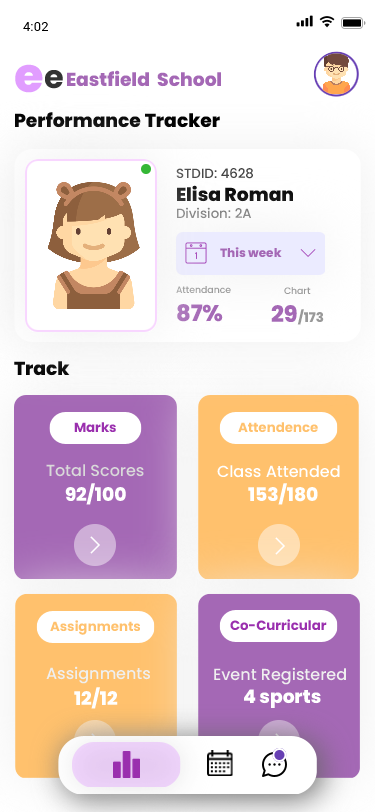 4:02
ee Eastfield School
Performance Tracker
STDID: 4628
Elisa Roman
Division: 2A
1 This week
Attendance Chart
87% 29/173
Track
Marks Attendence
Total Scores Class Attended
92/100 153/180
Assignments Co-Curricular
Assignments Event Registered
12/12 4 sports